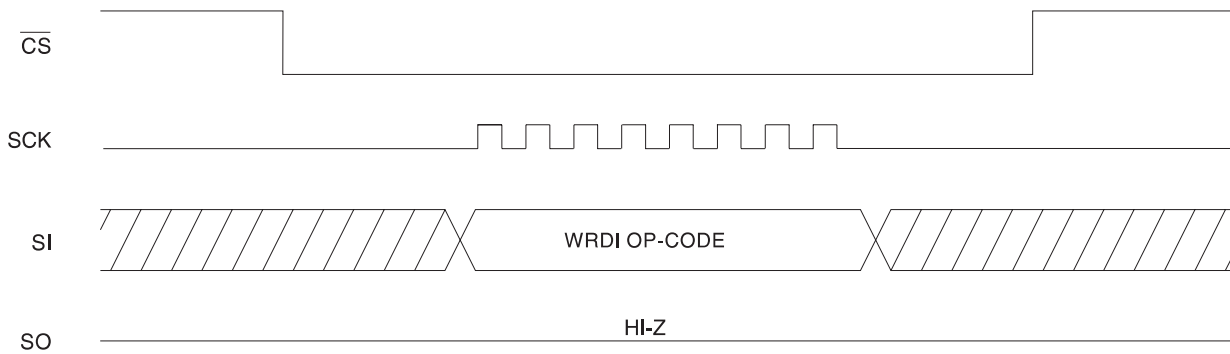 CS
SCK
SI
WRDI OP-CODE
HI-Z
SO